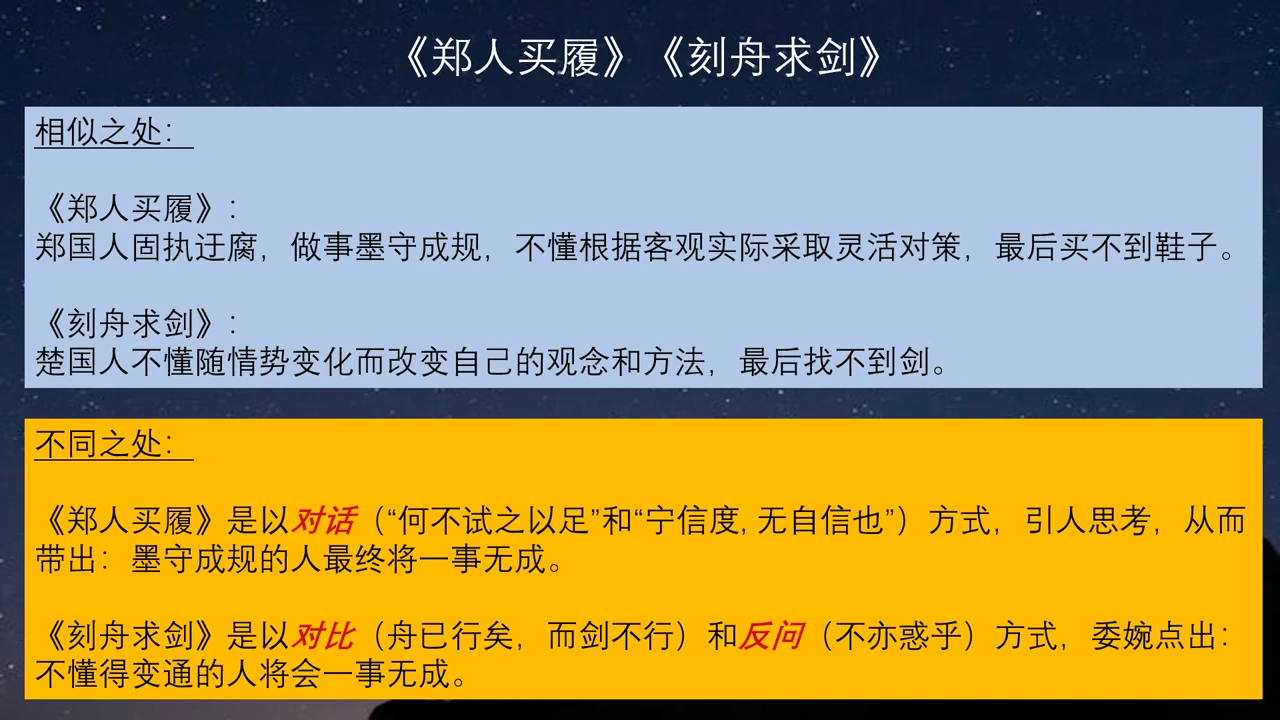 《郑人买履》《刻舟求剑》
相似之处：
《郑人买履》：
郑国人固执迂腐，做事墨守成规，不懂根据客观实际采取灵活对策，最后买不到鞋子。
《刻舟求剑》：
楚国人不懂随情势变化而改变自己的观念和方法，最后找不到剑。
不同之处：
《郑人买履》是以对话（“何不试之以足”和“宁信度, 无自信也”）方式，引人思考，从而
带出：墨守成规的人最终将一事无成。
《刻舟求剑》是以对比（舟已行矣，而剑不行）和反问（不亦惑乎）方式，委婉点出：
不懂得变通的人将会一事无成。